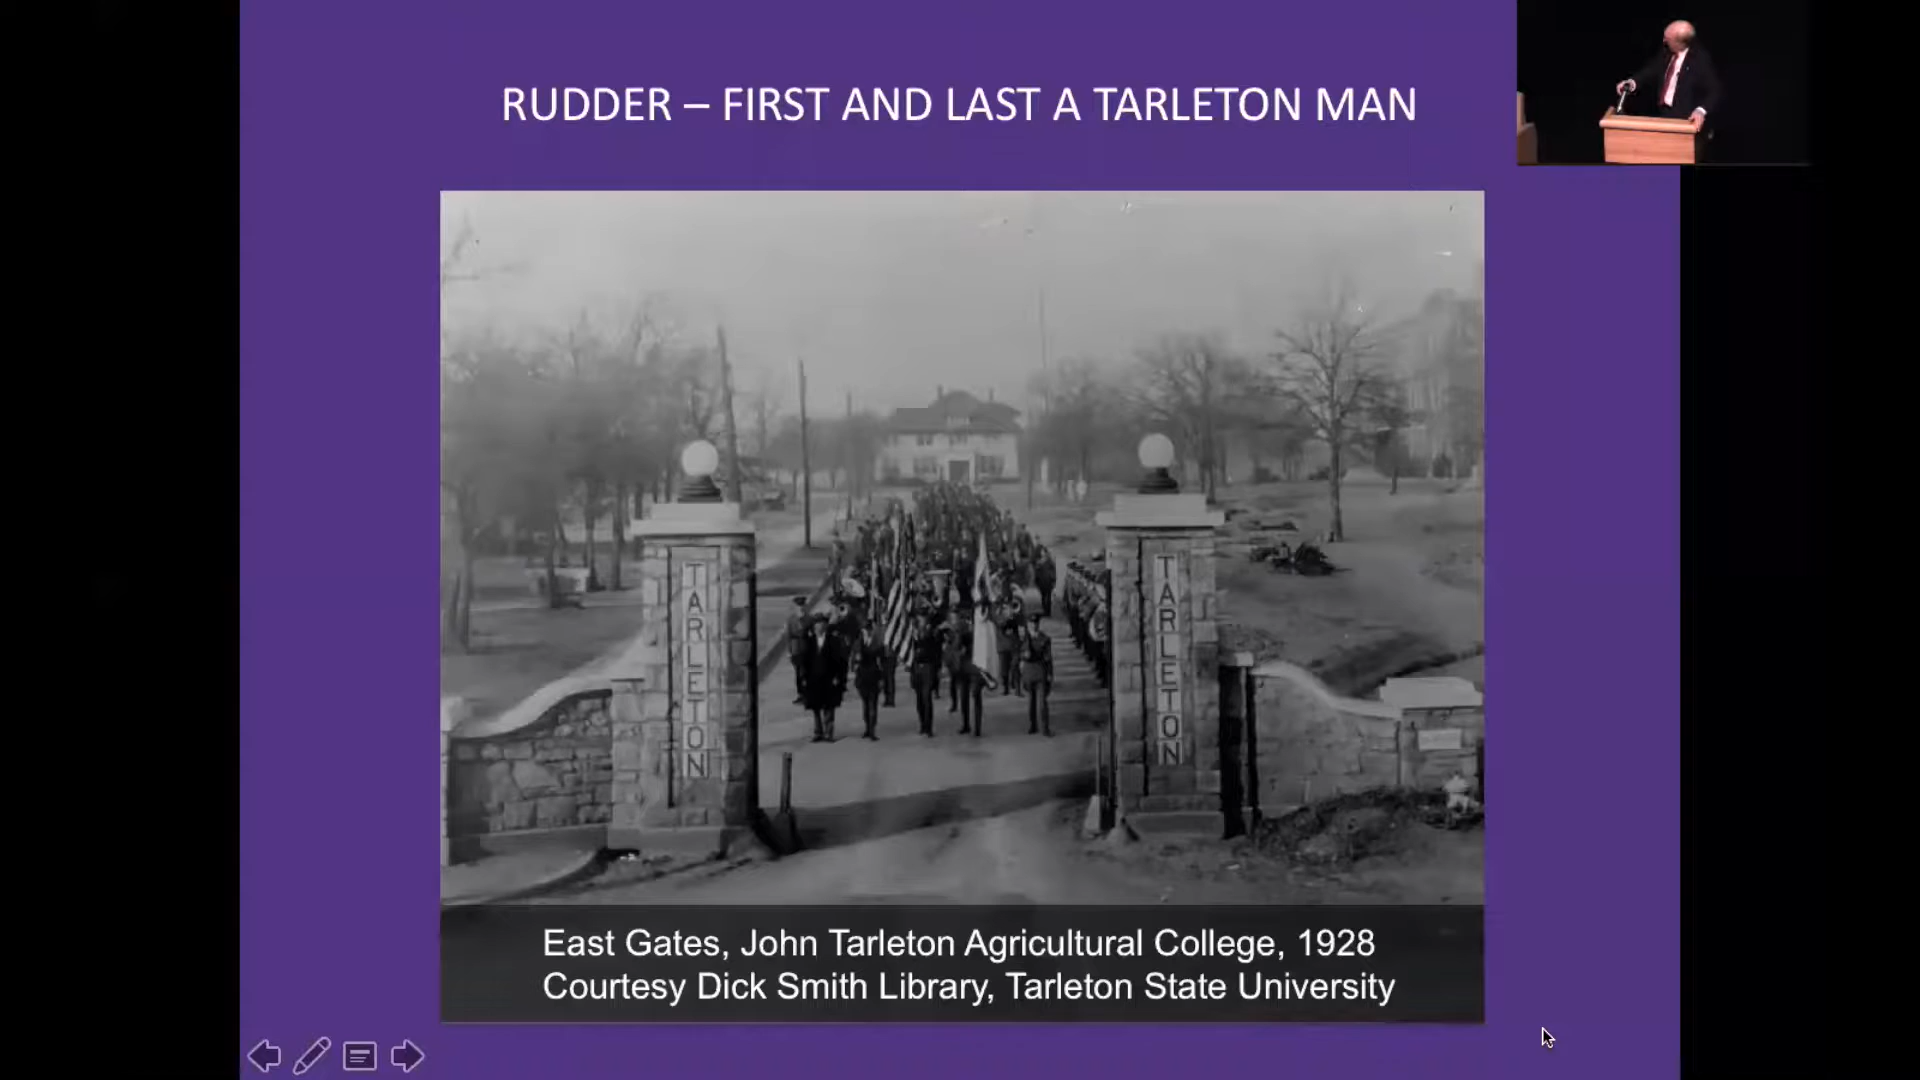 RUDDER – FIRST AND LAST A TARLETON MAN
TARLETON
TARLETON
East Gates, John Tarleton Agricultural College, 1928
Courtesy Dick Smith Library, Tarleton State University